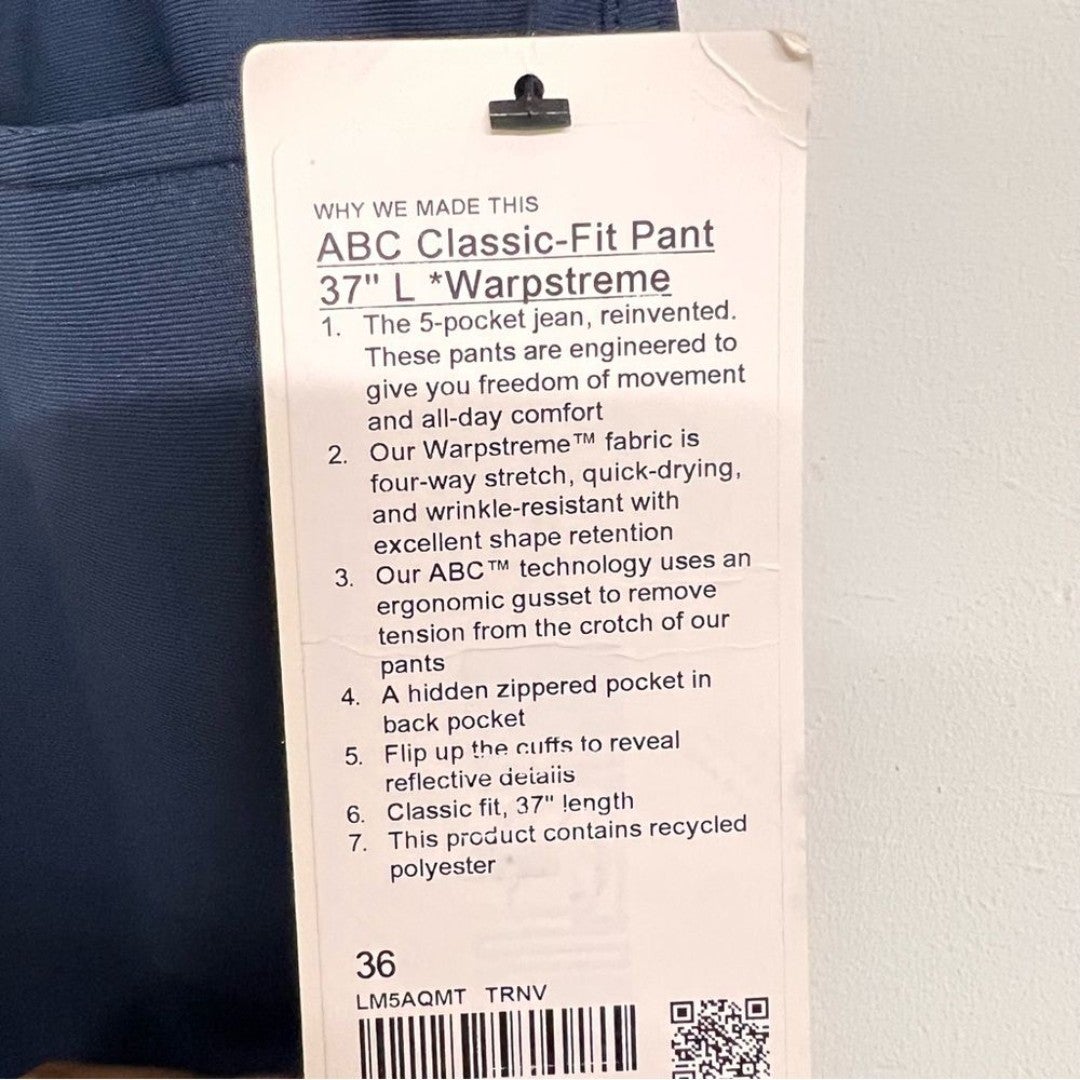 WHY WE MADE THIS
ABC Classic-Fit Pant
37" L *Warpstreme
1. The 5-pocket jean, reinvented.
These pants are engineered to
give you freedom of movement
and all-day comfort
2. Our Warpstreme™ fabric is
four-way stretch, quick-drying,
and wrinkle-resistant with
excellent shape retention
3. Our ABC™ technology uses an
ergonomic gusset to remove
tension from the crotch of our
pants
4. A hidden zippered pocket in
back pocket
5. Flip up the cuffs to reveal
reflective details
6. Classic fit, 37" length
7. This product contains recycled
polyester
36
LM5AQMT TRNV